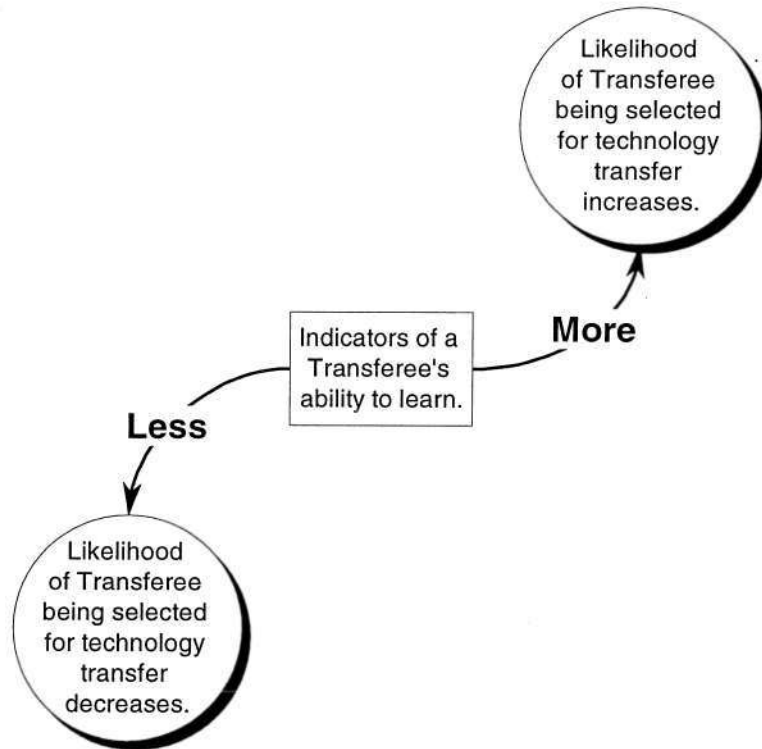 Likelihood
of Transferee
being selected
for technology
transfer
increases.
More
Indicators of a
Transferee's
ability to learn.
Less
Likelihood
of Transferee
being selected
for technology
transfer
decreases.